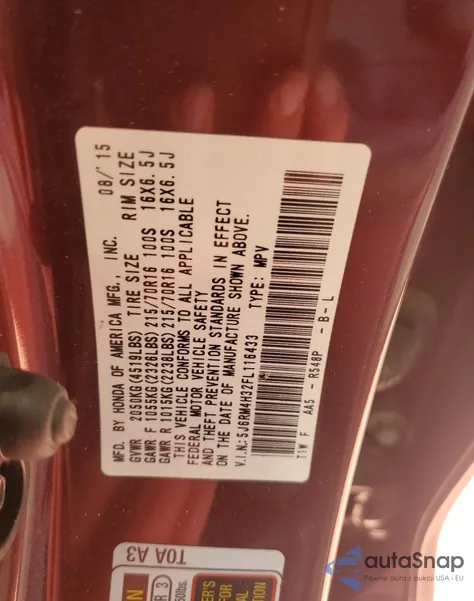 MFD. BY HONDA OF AMERICA MFG., INC. 08/'15
GVWR 2050KG(4519LBS) TIRE SIZE RIM SIZE
GAWR F 1055KG(2326LBS) 215/70R16 100S 16X6.5J
GAWR R 1015KG(2238LBS) 215/70R16 100S 16X6.5J
THIS VEHICLE CONFORMS TO ALL APPLICABLE
FEDERAL MOTOR VEHICLE SAFETY
AND THEFT PREVENTION STANDARDS IN EFFECT
ON THE DATE OF MANUFACTURE SHOWN ABOVE.
V.I.N.:5J6RM4H32FL116433 TYPE: MPV
TIW F AA5 - R548P - B - L
T0A A3
autaSnap
Pewne auta z aukcji USA i EU